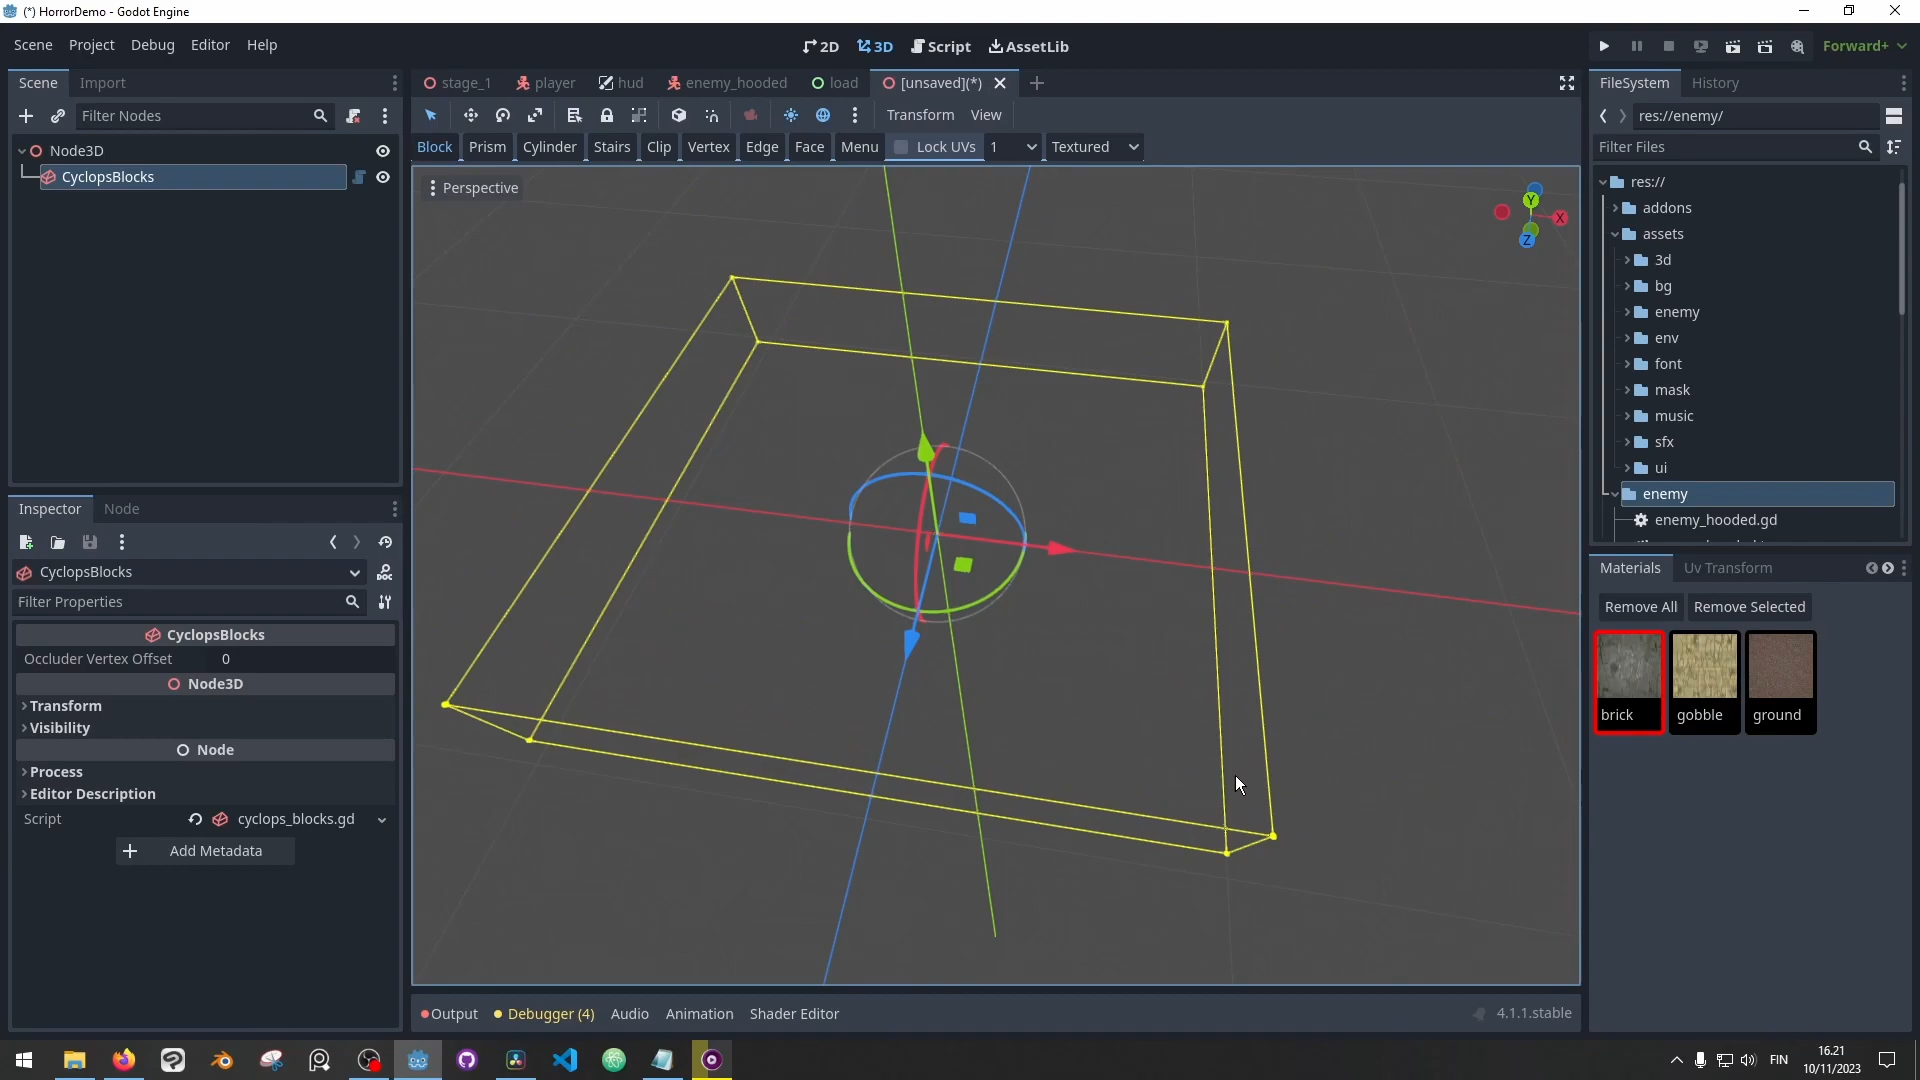 (*) HorrorDemo - Godot Engine
Scene Project Debug Editor Help
2D 3D Script AssetLib
Forward+
Scene Import
stage_1 player hud enemy_hooded load [unsaved](*)
FileSystem History
Filter Nodes
Transform View
res://enemy/
Block Prism Cylinder Stairs Clip Vertex Edge Face Menu Lock UVs 1 Textured
Filter Files
Node3D
CyclopsBlocks
Perspective
Y
X
Z
res://
addons
assets
3d
bg
enemy
env
font
mask
music
sfx
ui
enemy
enemy_hooded.gd
Inspector Node
CyclopsBlocks
DOC
Filter Properties
CyclopsBlocks
Occluder Vertex Offset 0
Node3D
Transform
Visibility
Node
Process
Editor Description
Script cyclops_blocks.gd
Add Metadata
Materials Uv Transform
Remove All Remove Selected
brick gobble ground
Output Debugger (4) Audio Animation Shader Editor
4.1.1.stable
FIN
16.21
10/11/2023